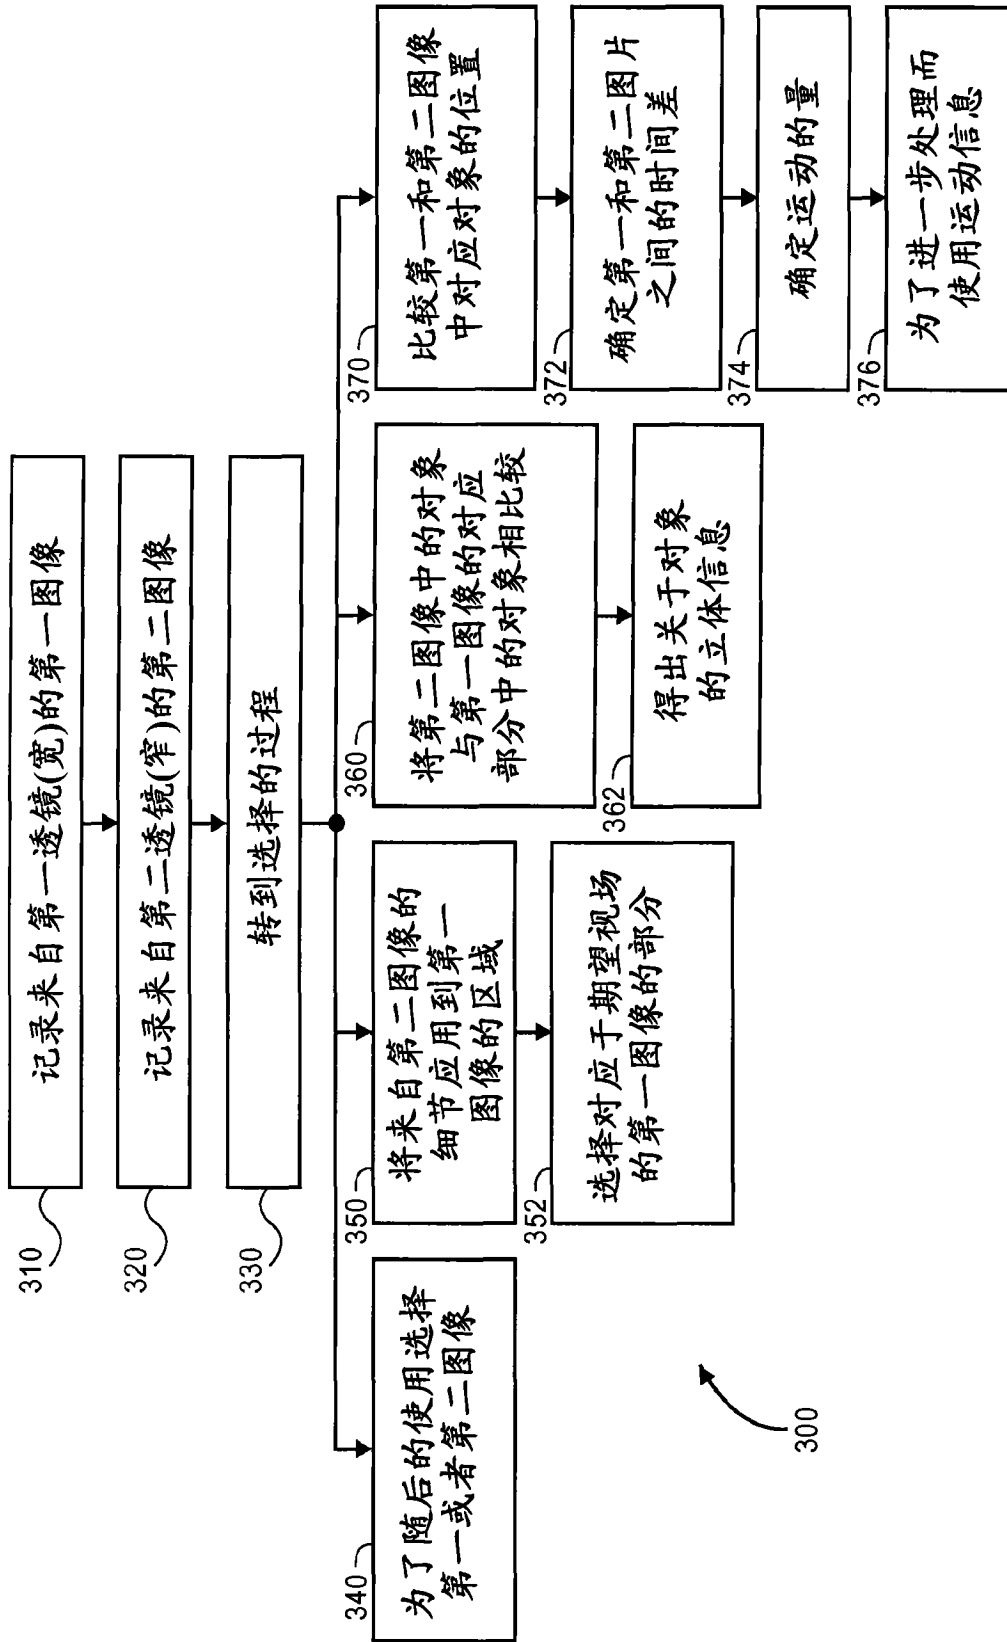 310
记录来自第一透镜(宽)的第一图像
320
记录来自第二透镜(窄)的第二图像
330
转到选择的过程
340
为了随后的使用选择
第一或者第二图像
350
将来自第二图像的
细节应用到第一
图像的区域
352
选择对应于期望视场
的第一图像的部分
360
将第二图像中的对象
与第一图像的对应
部分中的对象相比较
362
得出关于对象
的立体信息
370
比较第一和第二图像
中对应对象的位置
372
确定第一和第二图片
之间的时间差
374
确定运动的量
376
为了进一步处理而
使用运动信息
300